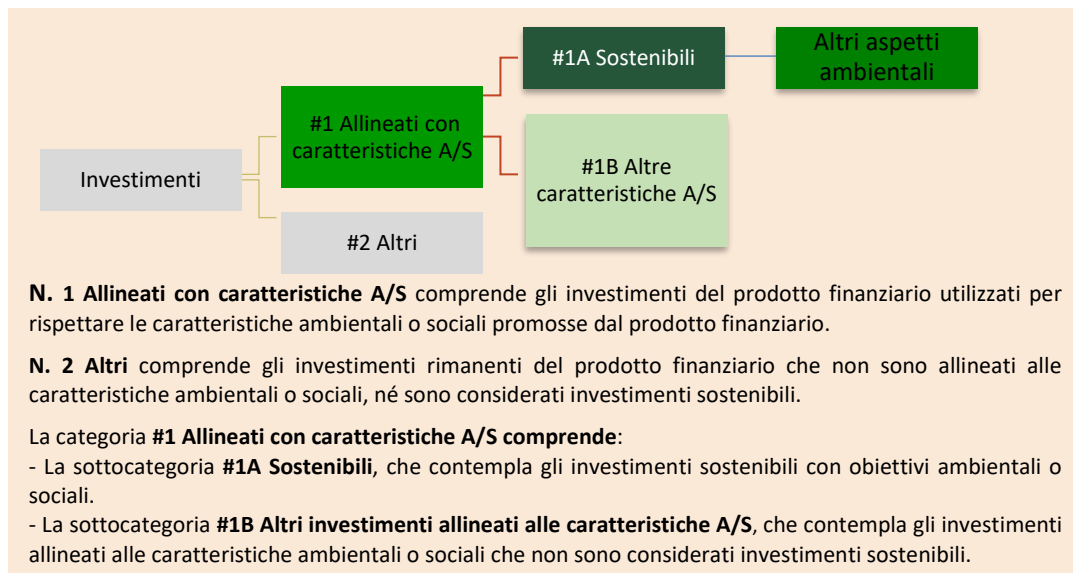 #1A Sostenibili
Altri aspetti
ambientali
#1 Allineati con
caratteristiche A/S
#1B Altre
caratteristiche A/S
Investimenti
#2 Altri
N. 1 Allineati con caratteristiche A/S comprende gli investimenti del prodotto finanziario utilizzati per
rispettare le caratteristiche ambientali o sociali promosse dal prodotto finanziario.
N. 2 Altri comprende gli investimenti rimanenti del prodotto finanziario che non sono allineati alle
caratteristiche ambientali o sociali, né sono considerati investimenti sostenibili.
La categoria #1 Allineati con caratteristiche A/S comprende:
- La sottocategoria #1A Sostenibili, che contempla gli investimenti sostenibili con obiettivi ambientali o
sociali.
- La sottocategoria #1B Altri investimenti allineati alle caratteristiche A/S, che contempla gli investimenti
allineati alle caratteristiche ambientali o sociali che non sono considerati investimenti sostenibili.